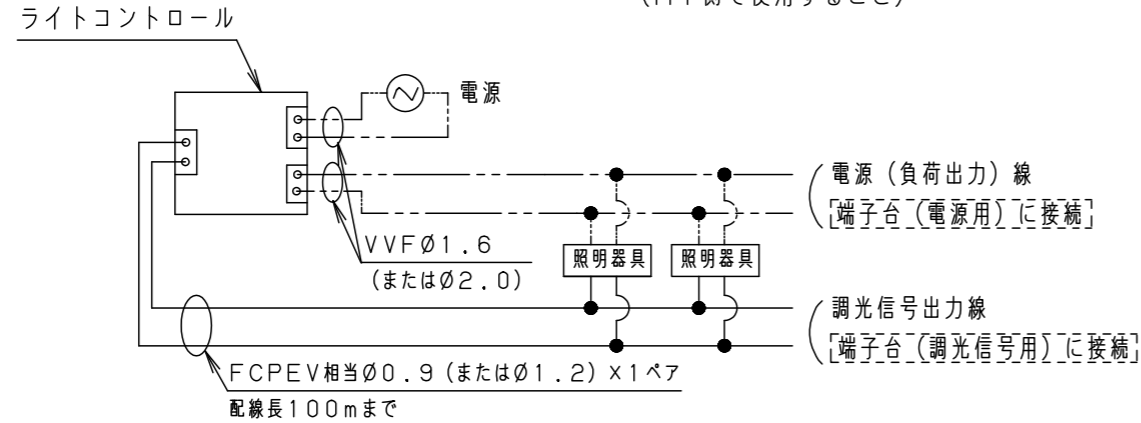 ライトコントロール
電源
電源（負荷出力）線
端子台（電源用）に接続
VVFØ1.6
（またはØ2.0）
照明器具
照明器具
調光信号出力線
端子台（調光信号用）に接続
FCPEV相当Ø0.9（またはØ1.2）×1ペア
配線長100mまで